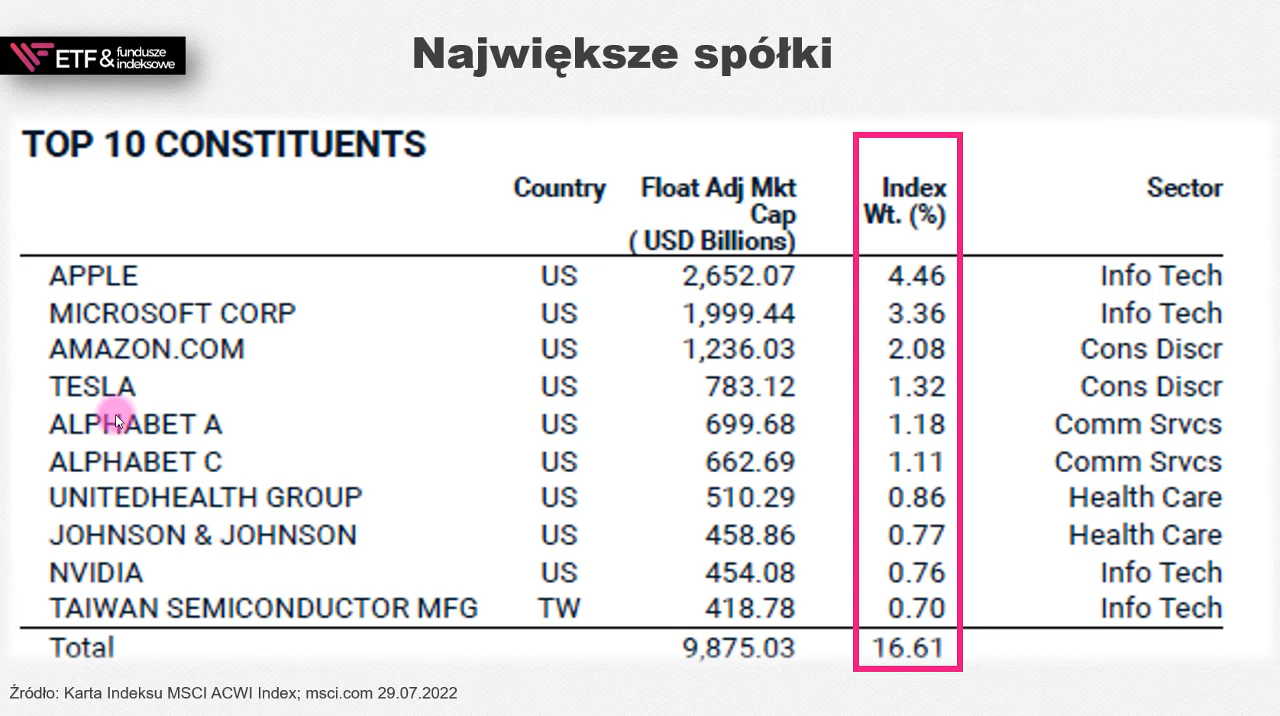 ETF & fundusze indeksowe
Największe spółki
TOP 10 CONSTITUENTS
Country Float Adj Mkt Cap ( USD Billions) Index Wt. (%) Sector
APPLE US 2,652.07 4.46 Info Tech
MICROSOFT CORP US 1,999.44 3.36 Info Tech
AMAZON.COM US 1,236.03 2.08 Cons Discr
TESLA US 783.12 1.32 Cons Discr
ALPHABET A US 699.68 1.18 Comm Srvcs
ALPHABET C US 662.69 1.11 Comm Srvcs
UNITEDHEALTH GROUP US 510.29 0.86 Health Care
JOHNSON & JOHNSON US 458.86 0.77 Health Care
NVIDIA US 454.08 0.76 Info Tech
TAIWAN SEMICONDUCTOR MFG TW 418.78 0.70 Info Tech
Total 9,875.03 16.61
Źródło: Karta Indeksu MSCI ACWI Index; msci.com 29.07.2022